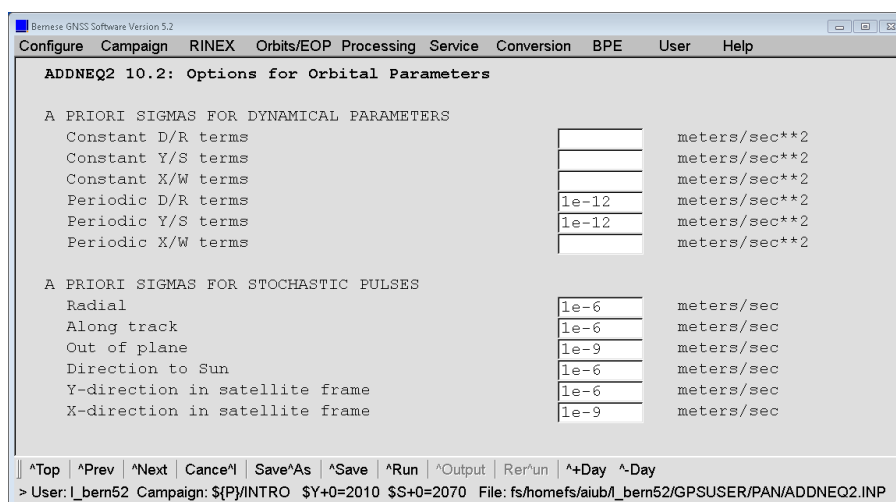 Bernese GNSS Software Version 5.2
Configure Campaign RINEX Orbits/EOP Processing Service Conversion BPE User Help
ADDNEQ2 10.2: Options for Orbital Parameters
A PRIORI SIGMAS FOR DYNAMICAL PARAMETERS
Constant D/R terms meters/sec**2
Constant Y/S terms meters/sec**2
Constant X/W terms meters/sec**2
Periodic D/R terms 1e-12 meters/sec**2
Periodic Y/S terms 1e-12 meters/sec**2
Periodic X/W terms meters/sec**2
A PRIORI SIGMAS FOR STOCHASTIC PULSES
Radial 1e-6 meters/sec
Along track 1e-6 meters/sec
Out of plane 1e-9 meters/sec
Direction to Sun 1e-6 meters/sec
Y-direction in satellite frame 1e-6 meters/sec
X-direction in satellite frame 1e-9 meters/sec
^Top ^Prev ^Next Cance^l Save^As ^Save ^Run ^Output Rer^un ^+Day ^-Day
> User: l_bern52 Campaign: ${P}/INTRO $Y+0=2010 $S+0=2070 File: fs/homefs/aiub/l_bern52/GPSUSER/PAN/ADDNEQ2.INP